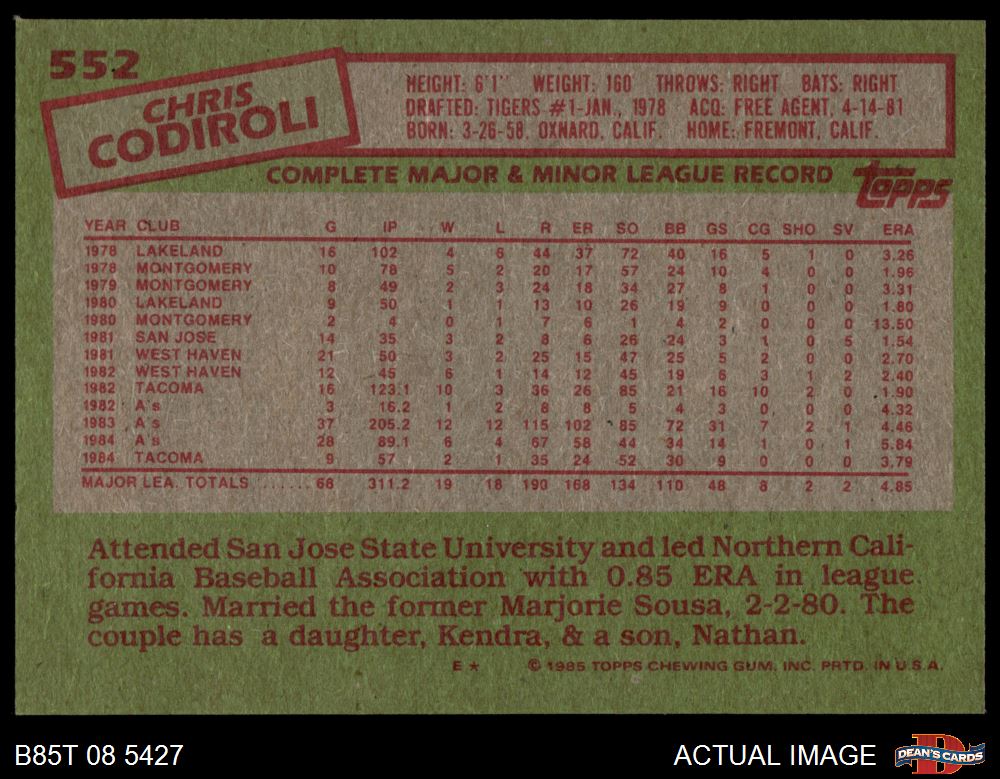 552
CHRIS
CODIROLI
HEIGHT: 6'1" WEIGHT: 160 THROWS: RIGHT BATS: RIGHT
DRAFTED: TIGERS #1-JAN., 1978 ACQ: FREE AGENT, 4-14-81
BORN: 3-26-58, OXNARD, CALIF. HOME: FREMONT, CALIF.
COMPLETE MAJOR & MINOR LEAGUE RECORD
Topps
YEAR CLUB G IP W L R ER SO BB GS CG SHO SV ERA
1978 LAKELAND 16 102 4 6 44 37 72 40 16 5 1 0 3.26
1978 MONTGOMERY 10 78 5 2 20 17 57 24 10 4 0 0 1.96
1979 MONTGOMERY 8 49 2 3 24 18 34 27 8 1 0 0 3.31
1980 LAKELAND 9 50 1 1 13 10 26 19 9 0 0 0 1.80
1980 MONTGOMERY 2 4 0 1 7 6 1 4 2 0 0 0 13.50
1981 SAN JOSE 14 35 3 2 8 6 26 24 3 1 0 5 1.54
1981 WEST HAVEN 21 50 3 2 25 15 47 25 5 2 0 0 2.70
1982 WEST HAVEN 12 45 6 1 14 12 45 19 6 3 1 2 2.40
1982 TACOMA 16 123.1 10 3 36 26 85 21 16 10 2 0 1.90
1982 A's 3 16.2 1 2 8 8 5 4 3 0 0 0 4.32
1983 A's 37 205.2 12 12 115 102 85 72 31 7 2 1 4.46
1984 A's 28 89.1 6 4 67 58 44 34 14 1 0 1 5.84
1984 TACOMA 9 57 2 1 35 24 52 30 9 0 0 0 3.79
MAJOR LEA. TOTALS ...... 68 311.2 19 18 190 168 134 110 48 8 2 2 4.85
Attended San Jose State University and led Northern Cali-
fornia Baseball Association with 0.85 ERA in league
games. Married the former Marjorie Sousa, 2-2-80. The
couple has a daughter, Kendra, & a son, Nathan.
E ★ © 1985 TOPPS CHEWING GUM, INC. PRTD. IN U.S.A.
B85T 08 5427
ACTUAL IMAGE
DEAN'S CARDS